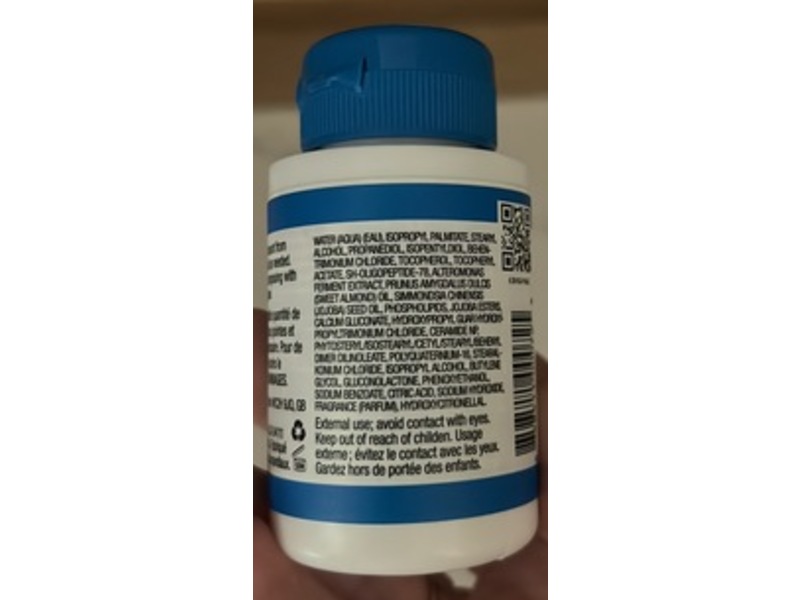 WATER (AQUA) (EAU), ISOPROPYL PALMITATE, STEARYL
ALCOHOL, PROPANEDIOL, ISOPENTYLDIOL, BEHEN-
TRIMONIUM CHLORIDE, TOCOPHEROL, TOCOPHERYL
ACETATE, SH-OLIGOPEPTIDE-78, ALTEROMONAS
FERMENT EXTRACT, PRUNUS AMYGDALUS DULCIS
(SWEET ALMOND) OIL, SIMMONDSIA CHINENSIS
(JOJOBA) SEED OIL, PHOSPHOLIPIDS, JOJOBA ESTERS,
CALCIUM GLUCONATE, HYDROXYPROPYL GUAR HYDROXY-
PROPYLTRIMONIUM CHLORIDE, CERAMIDE NP,
PHYTOSTERYL/ISOSTEARYL/CETYL/STEARYL/BEHENYL
DIMER DILINOLEATE, POLYQUATERNIUM-16, STEARAL-
KONIUM CHLORIDE, ISOPROPYL ALCOHOL, BUTYLENE
GLYCOL, GLUCONOLACTONE, PHENOXYETHANOL,
SODIUM BENZOATE, CITRIC ACID, SODIUM HYDROXIDE,
FRAGRANCE (PARFUM), HYDROXYCITRONELLAL.
External use; avoid contact with eyes.
Keep out of reach of childen. Usage
externe; évitez le contact avec les yeux.
Gardez hors de portée des enfants.